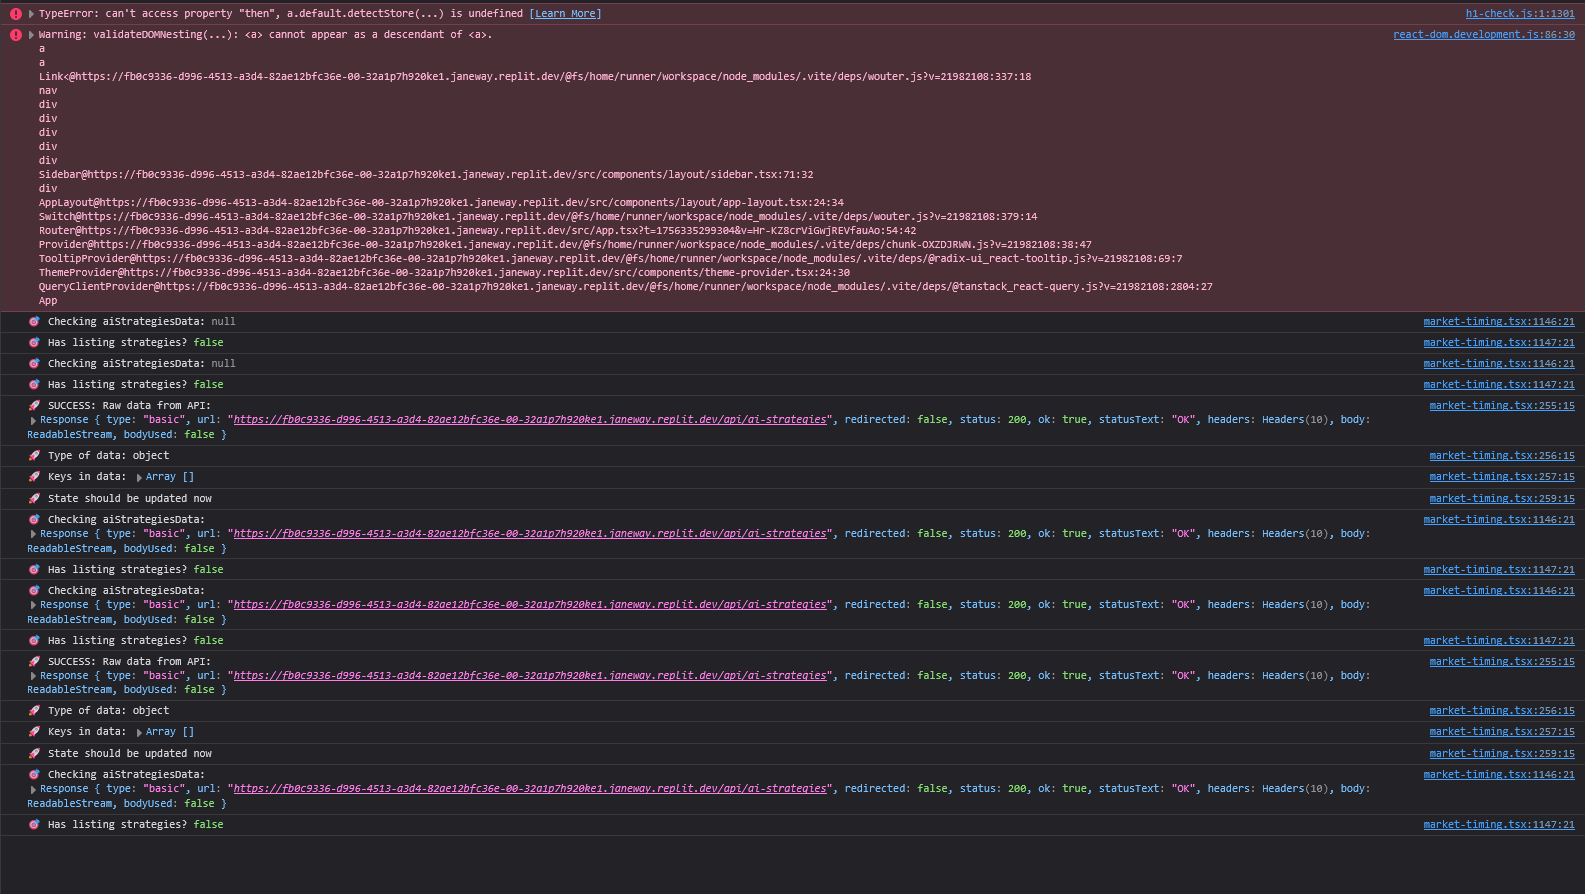 TypeError: can't access property "then", a.default.detectStore(...) is undefined [Learn More] h1-check.js:1:1301
Warning: validateDOMNesting(...): <a> cannot appear as a descendant of <a>. react-dom.development.js:86:30
a
a
Link<@https://fb0c9336-d996-4513-a3d4-82ae12bfc36e-00-32a1p7h920ke1.janeway.replit.dev/@fs/home/runner/workspace/node_modules/.vite/deps/wouter.js?v=21982108:337:18
nav
div
div
div
div
div
Sidebar@https://fb0c9336-d996-4513-a3d4-82ae12bfc36e-00-32a1p7h920ke1.janeway.replit.dev/src/components/layout/sidebar.tsx:71:32
div
AppLayout@https://fb0c9336-d996-4513-a3d4-82ae12bfc36e-00-32a1p7h920ke1.janeway.replit.dev/src/components/layout/app-layout.tsx:24:34
Switch@https://fb0c9336-d996-4513-a3d4-82ae12bfc36e-00-32a1p7h920ke1.janeway.replit.dev/@fs/home/runner/workspace/node_modules/.vite/deps/wouter.js?v=21982108:379:14
Router@https://fb0c9336-d996-4513-a3d4-82ae12bfc36e-00-32a1p7h920ke1.janeway.replit.dev/src/App.tsx?t=1756335299304&v=Hr-KZ8crViGwjREVfauAo:54:42
Provider@https://fb0c9336-d996-4513-a3d4-82ae12bfc36e-00-32a1p7h920ke1.janeway.replit.dev/@fs/home/runner/workspace/node_modules/.vite/deps/chunk-OXZDJRWN.js?v=21982108:38:47
TooltipProvider@https://fb0c9336-d996-4513-a3d4-82ae12bfc36e-00-32a1p7h920ke1.janeway.replit.dev/@fs/home/runner/workspace/node_modules/.vite/deps/@radix-ui_react-tooltip.js?v=21982108:69:7
ThemeProvider@https://fb0c9336-d996-4513-a3d4-82ae12bfc36e-00-32a1p7h920ke1.janeway.replit.dev/src/components/theme-provider.tsx:24:30
QueryClientProvider@https://fb0c9336-d996-4513-a3d4-82ae12bfc36e-00-32a1p7h920ke1.janeway.replit.dev/@fs/home/runner/workspace/node_modules/.vite/deps/@tanstack_react-query.js?v=21982108:2804:27
App
🎯 Checking aiStrategiesData: null market-timing.tsx:1146:21
🎯 Has listing strategies? false market-timing.tsx:1147:21
🎯 Checking aiStrategiesData: null market-timing.tsx:1146:21
🎯 Has listing strategies? false market-timing.tsx:1147:21
🚀 SUCCESS: Raw data from API: market-timing.tsx:255:15
Response { type: "basic", url: "https://fb0c9336-d996-4513-a3d4-82ae12bfc36e-00-32a1p7h920ke1.janeway.replit.dev/api/ai-strategies", redirected: false, status: 200, ok: true, statusText: "OK", headers: Headers(10), body:
ReadableStream, bodyUsed: false }
🚀 Type of data: object market-timing.tsx:256:15
🚀 Keys in data: Array [] market-timing.tsx:257:15
🚀 State should be updated now market-timing.tsx:259:15
🎯 Checking aiStrategiesData: market-timing.tsx:1146:21
Response { type: "basic", url: "https://fb0c9336-d996-4513-a3d4-82ae12bfc36e-00-32a1p7h920ke1.janeway.replit.dev/api/ai-strategies", redirected: false, status: 200, ok: true, statusText: "OK", headers: Headers(10), body:
ReadableStream, bodyUsed: false }
🎯 Has listing strategies? false market-timing.tsx:1147:21
🎯 Checking aiStrategiesData: market-timing.tsx:1146:21
Response { type: "basic", url: "https://fb0c9336-d996-4513-a3d4-82ae12bfc36e-00-32a1p7h920ke1.janeway.replit.dev/api/ai-strategies", redirected: false, status: 200, ok: true, statusText: "OK", headers: Headers(10), body:
ReadableStream, bodyUsed: false }
🎯 Has listing strategies? false market-timing.tsx:1147:21
🚀 SUCCESS: Raw data from API: market-timing.tsx:255:15
Response { type: "basic", url: "https://fb0c9336-d996-4513-a3d4-82ae12bfc36e-00-32a1p7h920ke1.janeway.replit.dev/api/ai-strategies", redirected: false, status: 200, ok: true, statusText: "OK", headers: Headers(10), body:
ReadableStream, bodyUsed: false }
🚀 Type of data: object market-timing.tsx:256:15
🚀 Keys in data: Array [] market-timing.tsx:257:15
🚀 State should be updated now market-timing.tsx:259:15
🎯 Checking aiStrategiesData: market-timing.tsx:1146:21
Response { type: "basic", url: "https://fb0c9336-d996-4513-a3d4-82ae12bfc36e-00-32a1p7h920ke1.janeway.replit.dev/api/ai-strategies", redirected: false, status: 200, ok: true, statusText: "OK", headers: Headers(10), body:
ReadableStream, bodyUsed: false }
🎯 Has listing strategies? false market-timing.tsx:1147:21